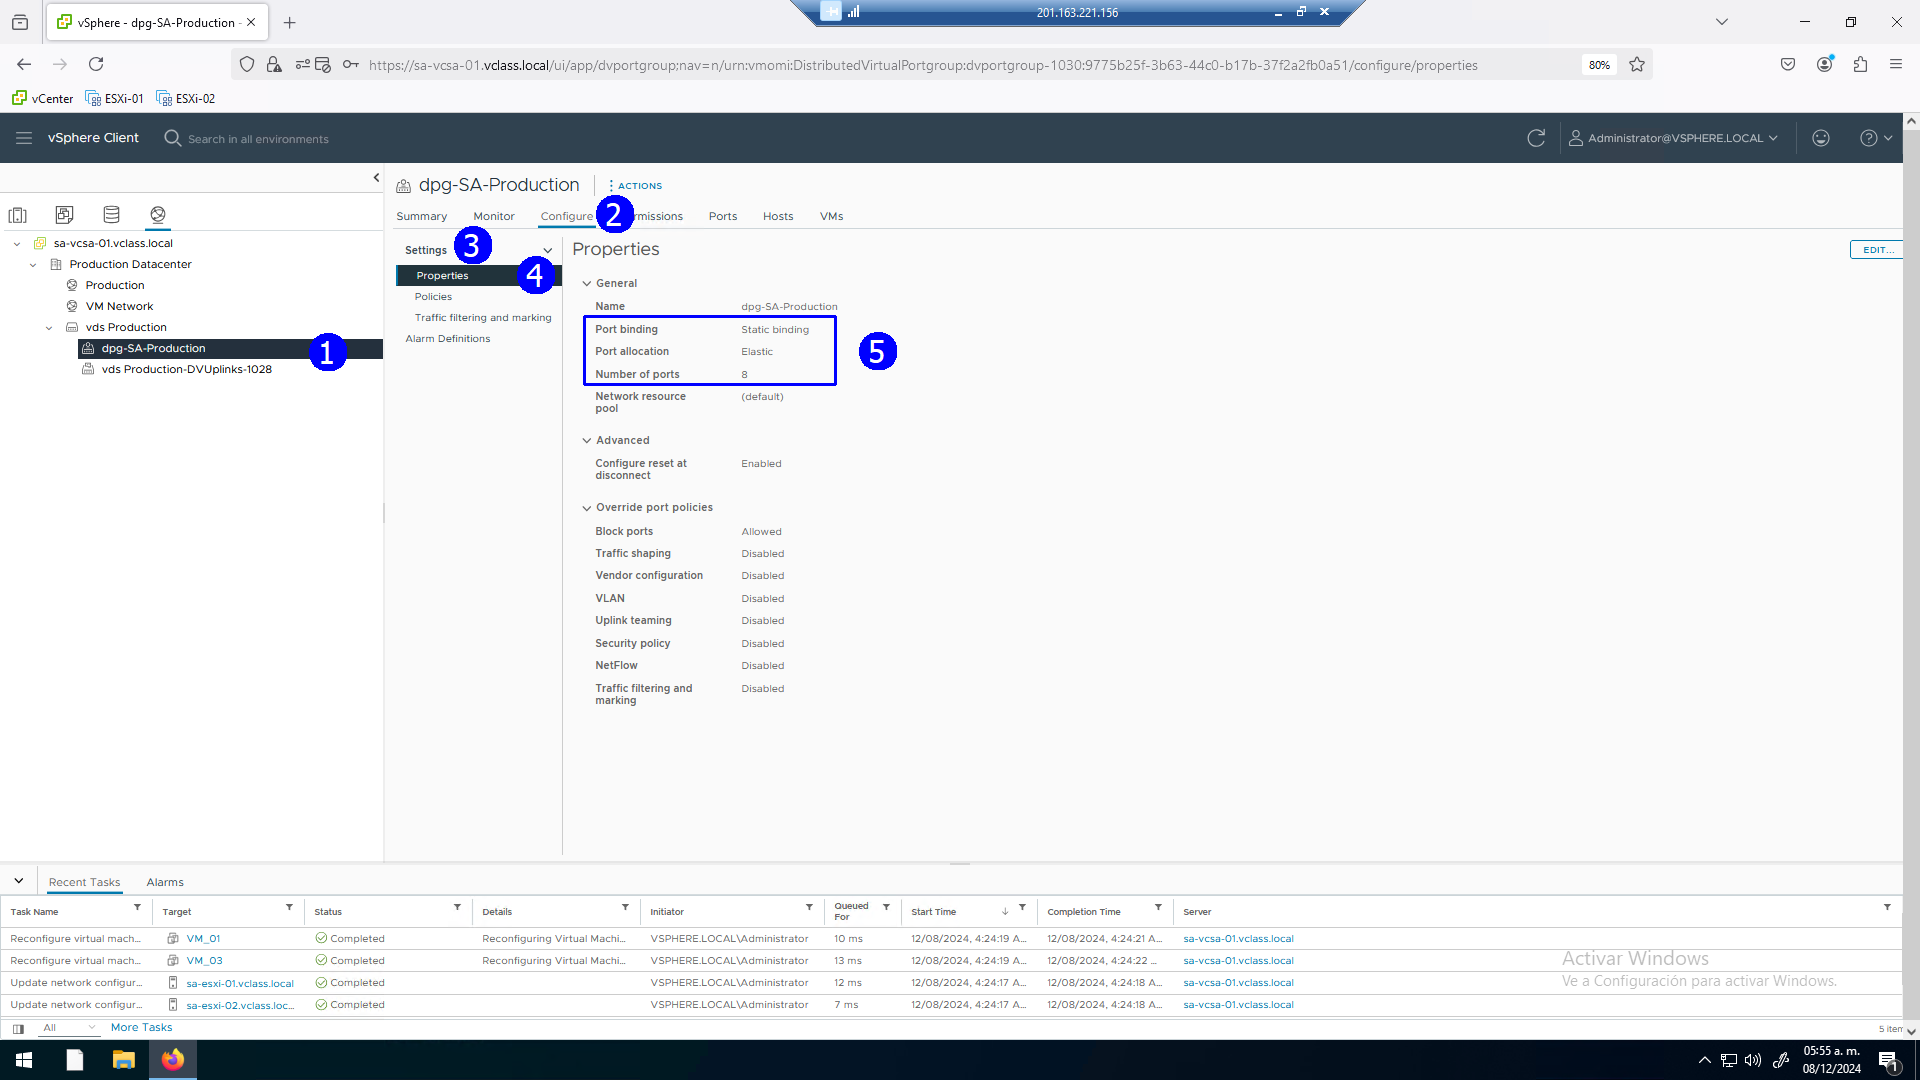 vSphere - dpg-SA-Production -
201.163.221.156
https://sa-vcsa-01.vclass.local/ui/app/dvportgroup;nav=n/urn:vmomi:DistributedVirtualPortgroup:dvportgroup-1030:9775b25f-3b63-44c0-b17b-37f2a2fb0a51/configure/properties
80%
vCenter ESXi-01 ESXi-02
vSphere Client
Search in all environments
Administrator@VSPHERE.LOCAL
sa-vcsa-01.vclass.local
Production Datacenter
Production
VM Network
vds Production
dpg-SA-Production
1
vds Production-DVUplinks-1028
dpg-SA-Production
ACTIONS
Summary Monitor Configure 2 rmissions Ports Hosts VMs
Settings 3
Properties 4
Policies
Traffic filtering and marking
Alarm Definitions
Properties
EDIT...
General
Name dpg-SA-Production
Port binding Static binding
Port allocation Elastic
5
Number of ports 8
Network resource pool (default)
Advanced
Configure reset at disconnect Enabled
Override port policies
Block ports Allowed
Traffic shaping Disabled
Vendor configuration Disabled
VLAN Disabled
Uplink teaming Disabled
Security policy Disabled
NetFlow Disabled
Traffic filtering and marking Disabled
Recent Tasks Alarms
Task Name Target Status Details Initiator Queued For Start Time Completion Time Server
Reconfigure virtual mach... VM_01 Completed Reconfiguring Virtual Machi... VSPHERE.LOCAL\Administrator 10 ms 12/08/2024, 4:24:19 A... 12/08/2024, 4:24:21 A... sa-vcsa-01.vclass.local
Reconfigure virtual mach... VM_03 Completed Reconfiguring Virtual Machi... VSPHERE.LOCAL\Administrator 13 ms 12/08/2024, 4:24:19 A... 12/08/2024, 4:24:22 ... sa-vcsa-01.vclass.local
Update network configur... sa-esxi-01.vclass.local Completed VSPHERE.LOCAL\Administrator 12 ms 12/08/2024, 4:24:17 A... 12/08/2024, 4:24:18 A... sa-vcsa-01.vclass.local
Update network configur... sa-esxi-02.vclass.loc... Completed VSPHERE.LOCAL\Administrator 7 ms 12/08/2024, 4:24:17 A... 12/08/2024, 4:24:18 A... sa-vcsa-01.vclass.local
Activar Windows
Ve a Configuración para activar Windows.
All More Tasks
5 item
05:55 a. m.
08/12/2024
1